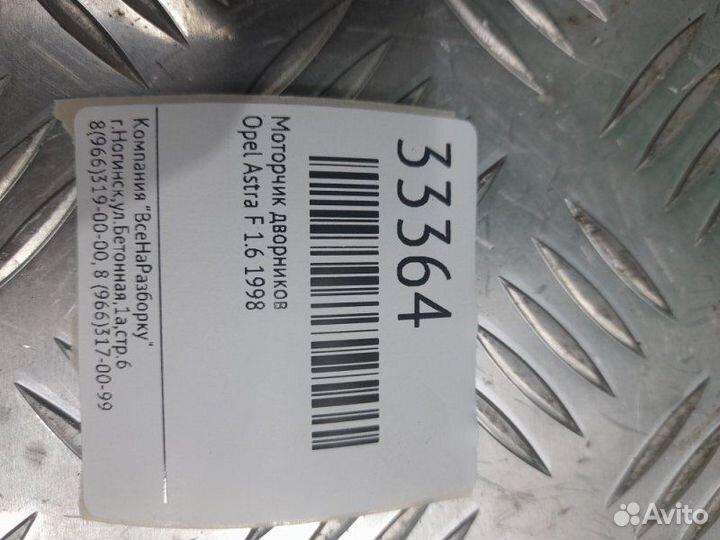 33364
Моторчик дворников
Opel Astra F 1.6 1998
Компания "ВсеНаРазборку"
г.Ногинск,ул.Бетонная,1а,стр.6
8(966)319-00-00, 8 (966)317-00-99
Avito